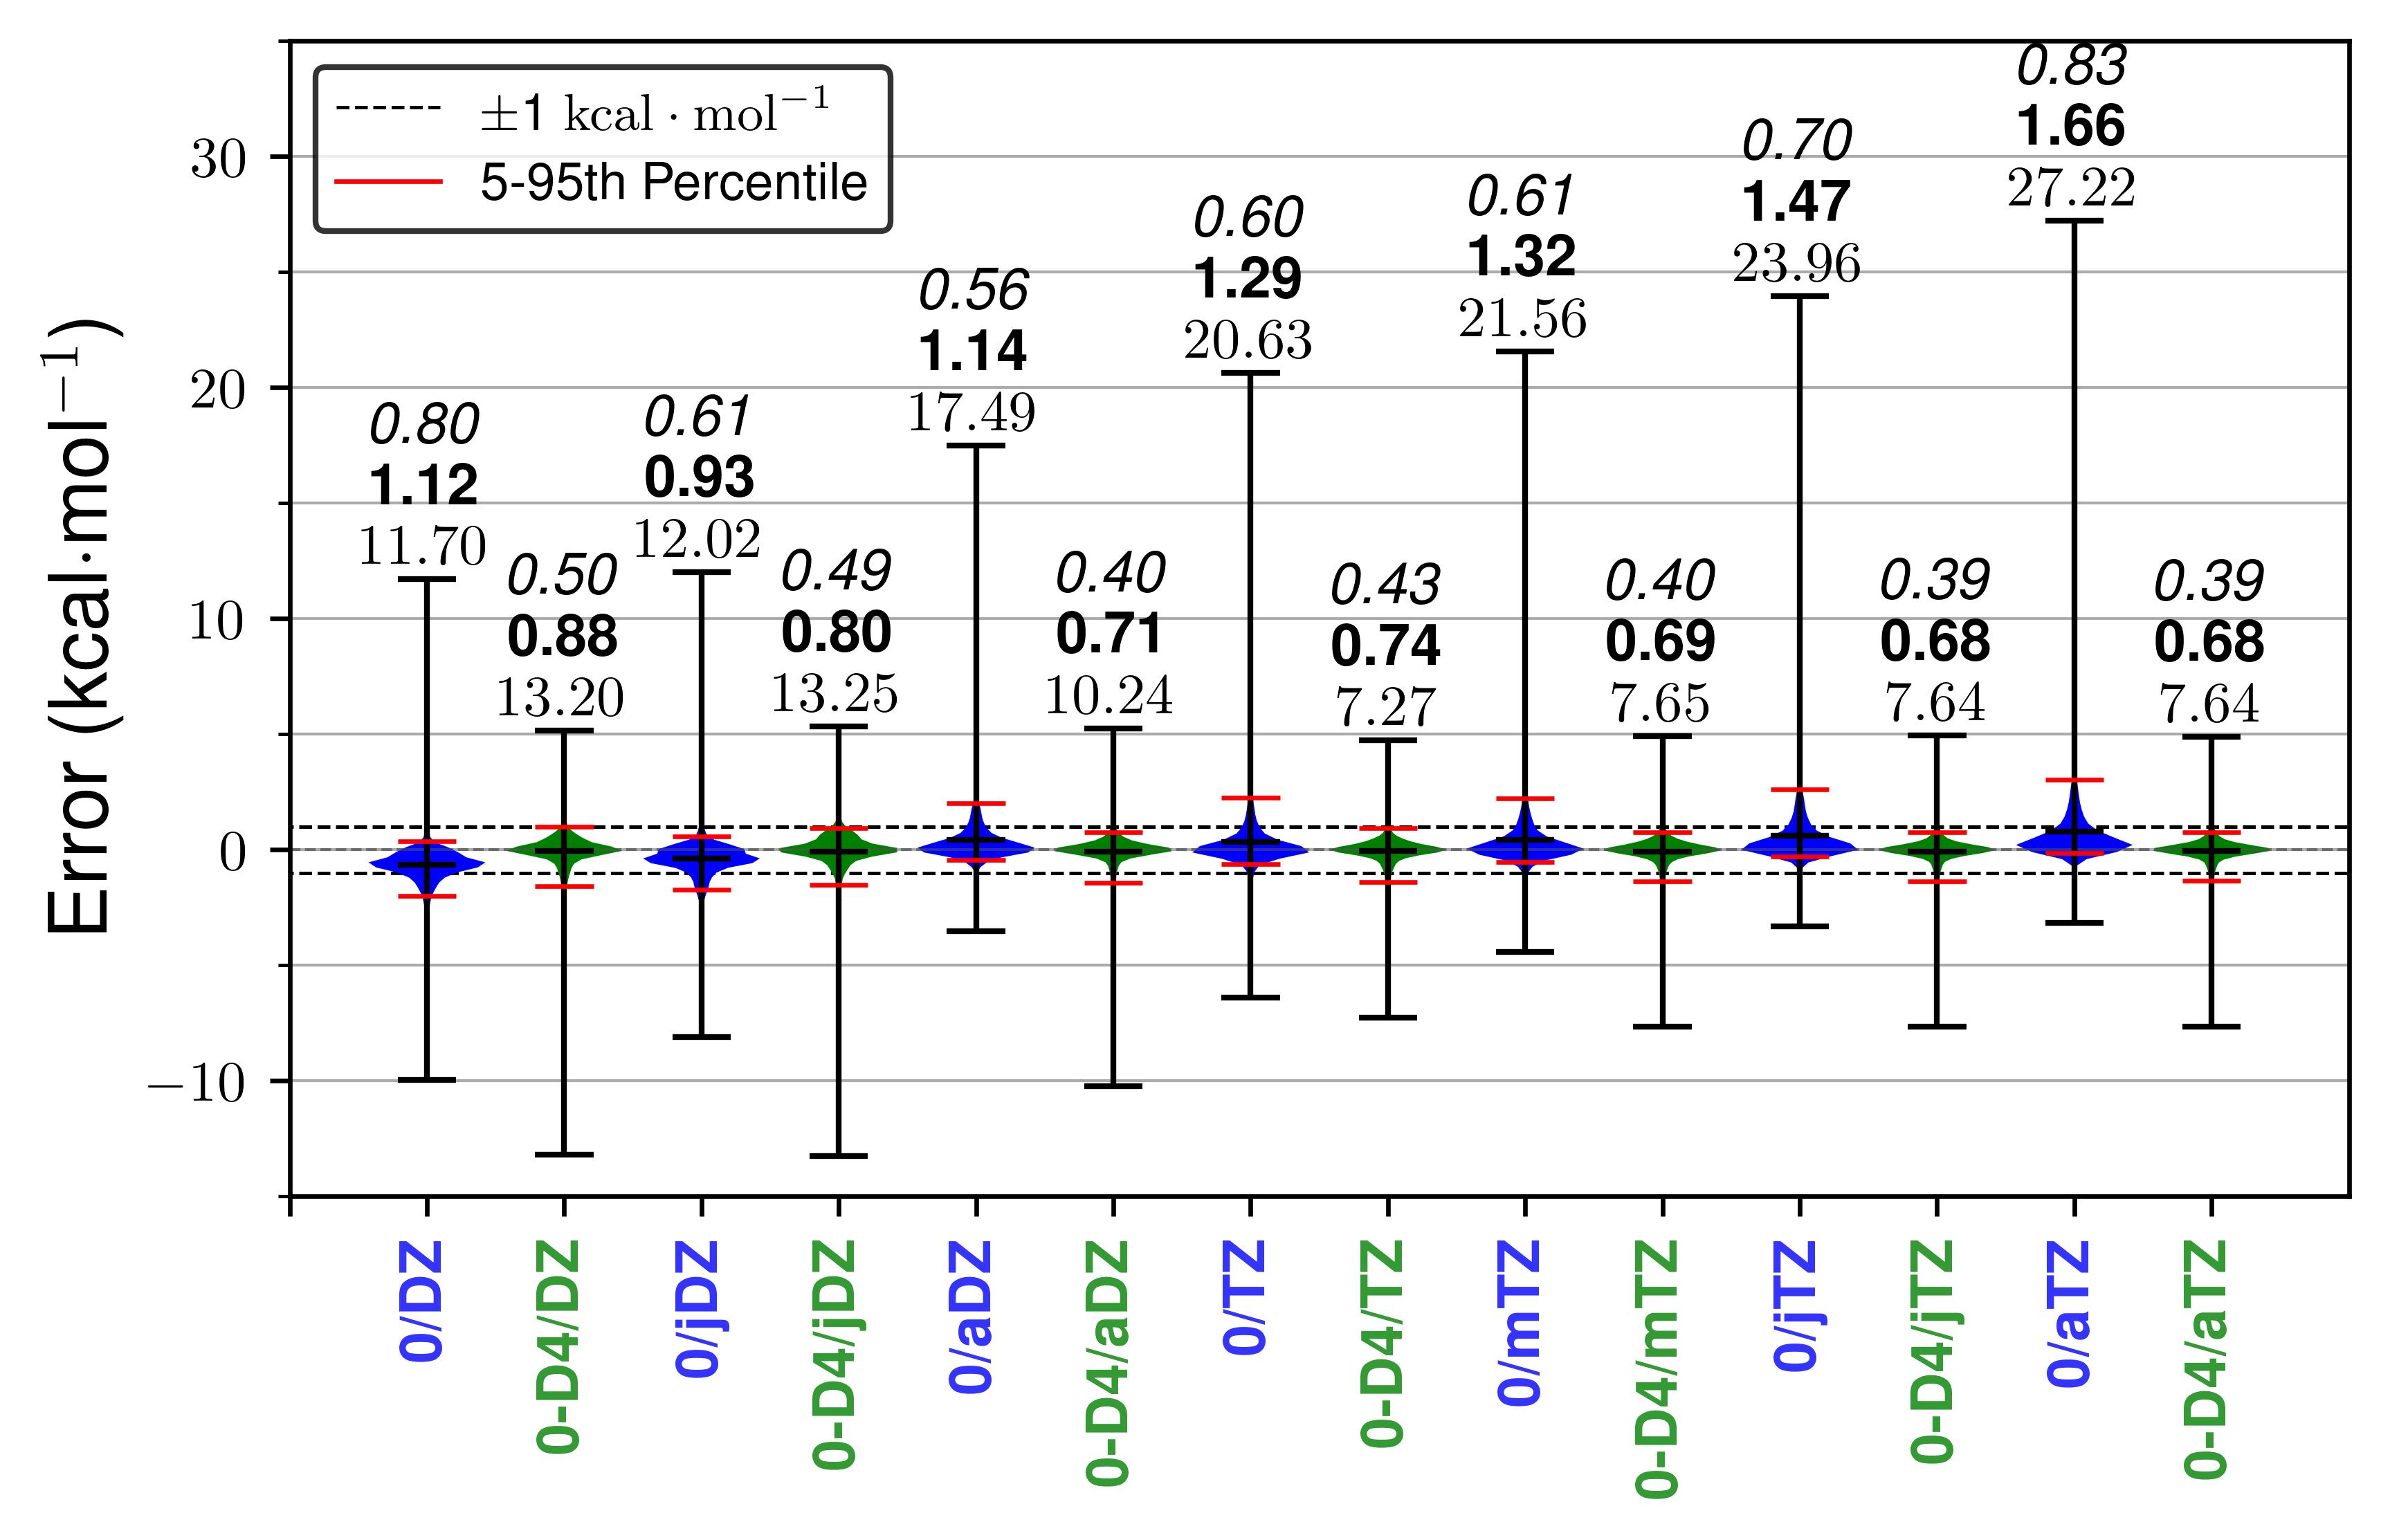 ±1 kcal · mol⁻¹
5-95th Percentile
Error (kcal·mol⁻¹)
30
20
10
0
−10
0.80
1.12
11.70
0.50
0.88
13.20
0.61
0.93
12.02
0.49
0.80
13.25
0.56
1.14
17.49
0.40
0.71
10.24
0.60
1.29
20.63
0.43
0.74
7.27
0.61
1.32
21.56
0.40
0.69
7.65
0.70
1.47
23.96
0.39
0.68
7.64
0.83
1.66
27.22
0.39
0.68
7.64
0/DZ
0-D4/DZ
0/jDZ
0-D4/jDZ
0/aDZ
0-D4/aDZ
0/TZ
0-D4/TZ
0/mTZ
0-D4/mTZ
0/jTZ
0-D4/jTZ
0/aTZ
0-D4/aTZ